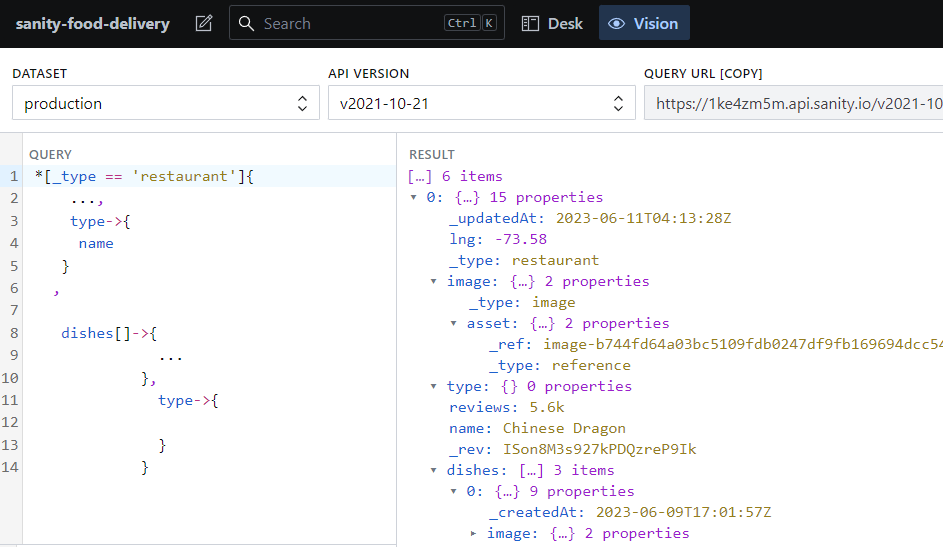 sanity-food-delivery
Search
Ctrl K
Desk
Vision
DATASET
API VERSION
QUERY URL [COPY]
production
v2021-10-21
https://1ke4zm5m.api.sanity.io/v2021-10
QUERY
1 *[_type == 'restaurant']{
2 ...,
3 type->{
4 name
5 }
6 ,
7
8 dishes[]->{
9 ...
10 },
11 type->{
12
13 }
14 }
RESULT
[…] 6 items
0: {…} 15 properties
_updatedAt: 2023-06-11T04:13:28Z
lng: -73.58
_type: restaurant
image: {…} 2 properties
_type: image
asset: {…} 2 properties
_ref: image-b744fd64a03bc5109fdb0247df9fb169694dcc54
_type: reference
type: {} 0 properties
reviews: 5.6k
name: Chinese Dragon
_rev: ISon8M3s927kPDQzreP9Ik
dishes: […] 3 items
0: {…} 9 properties
_createdAt: 2023-06-09T17:01:57Z
image: {…} 2 properties